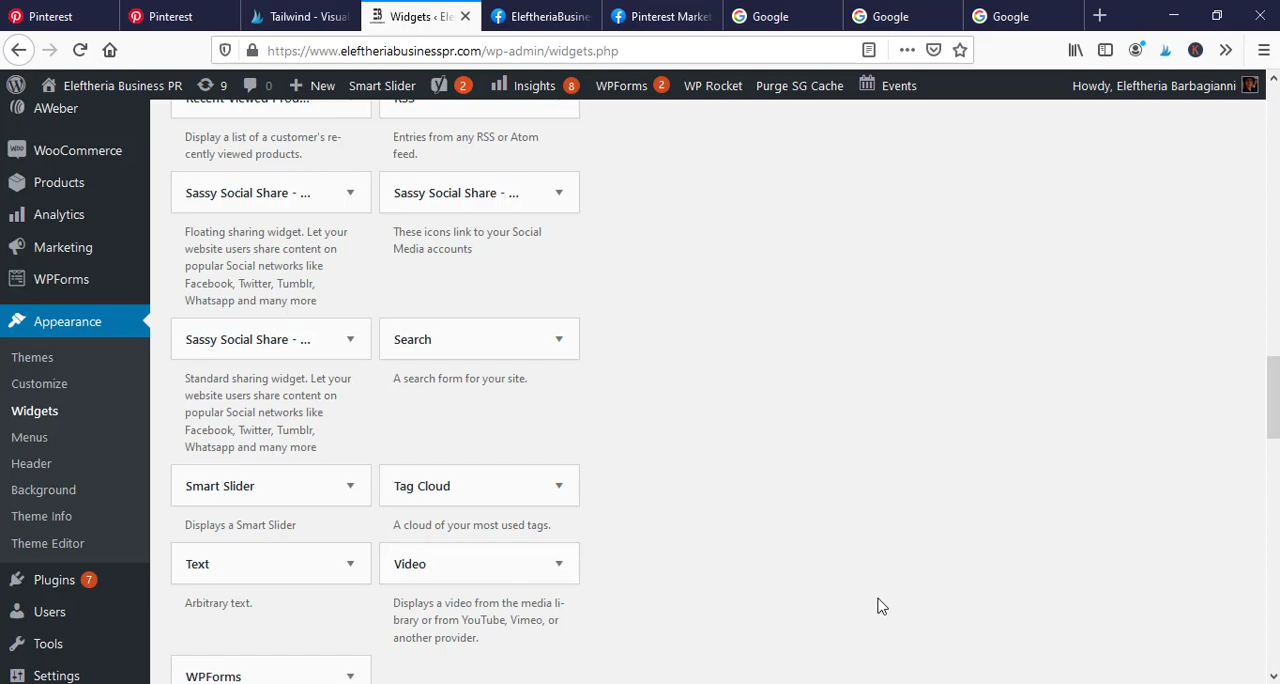 Pinterest
Pinterest
Tailwind - Visual
Widgets ‹ Ele
EleftheriaBusine
Pinterest Market
Google
Google
Google
https://www.eleftheriabusinesspr.com/wp-admin/widgets.php
Eleftheria Business PR
9
0
New
Smart Slider
2
Insights
8
WPForms
2
WP Rocket
Purge SG Cache
Events
Howdy, Eleftheria Barbagianni
AWeber
WooCommerce
Products
Analytics
Marketing
WPForms
Appearance
Themes
Customize
Widgets
Menus
Header
Background
Theme Info
Theme Editor
Plugins 7
Users
Tools
Settings
Recent Viewed Prod...
Display a list of a customer's re-
cently viewed products.
RSS
Entries from any RSS or Atom
feed.
Sassy Social Share - ...
Floating sharing widget. Let your
website users share content on
popular Social networks like
Facebook, Twitter, Tumblr,
Whatsapp and many more
Sassy Social Share - ...
These icons link to your Social
Media accounts
Sassy Social Share - ...
Standard sharing widget. Let your
website users share content on
popular Social networks like
Facebook, Twitter, Tumblr,
Whatsapp and many more
Search
A search form for your site.
Smart Slider
Displays a Smart Slider
Tag Cloud
A cloud of your most used tags.
Text
Arbitrary text.
Video
Displays a video from the media li-
brary or from YouTube, Vimeo, or
another provider.
WPForms